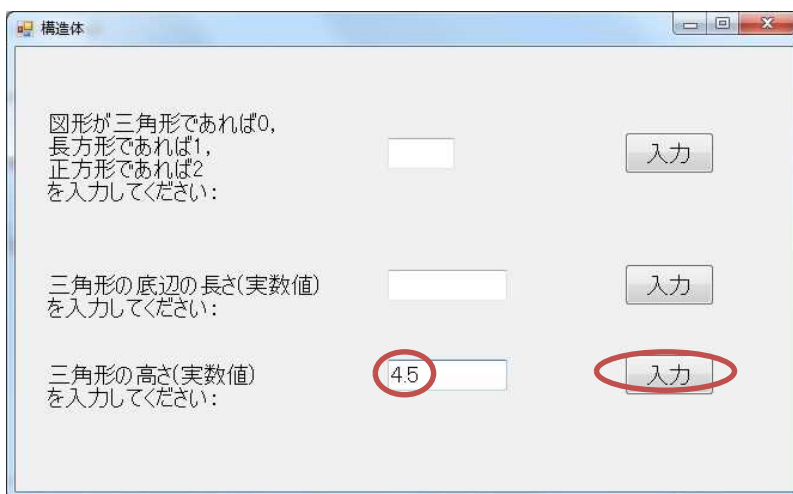 構造体
図形が三角形であれば0,
長方形であれば1,
正方形であれば2
を入力してください:
入力
三角形の底辺の長さ(実数値)
を入力してください:
入力
三角形の高さ(実数値)
を入力してください:
4.5
入力